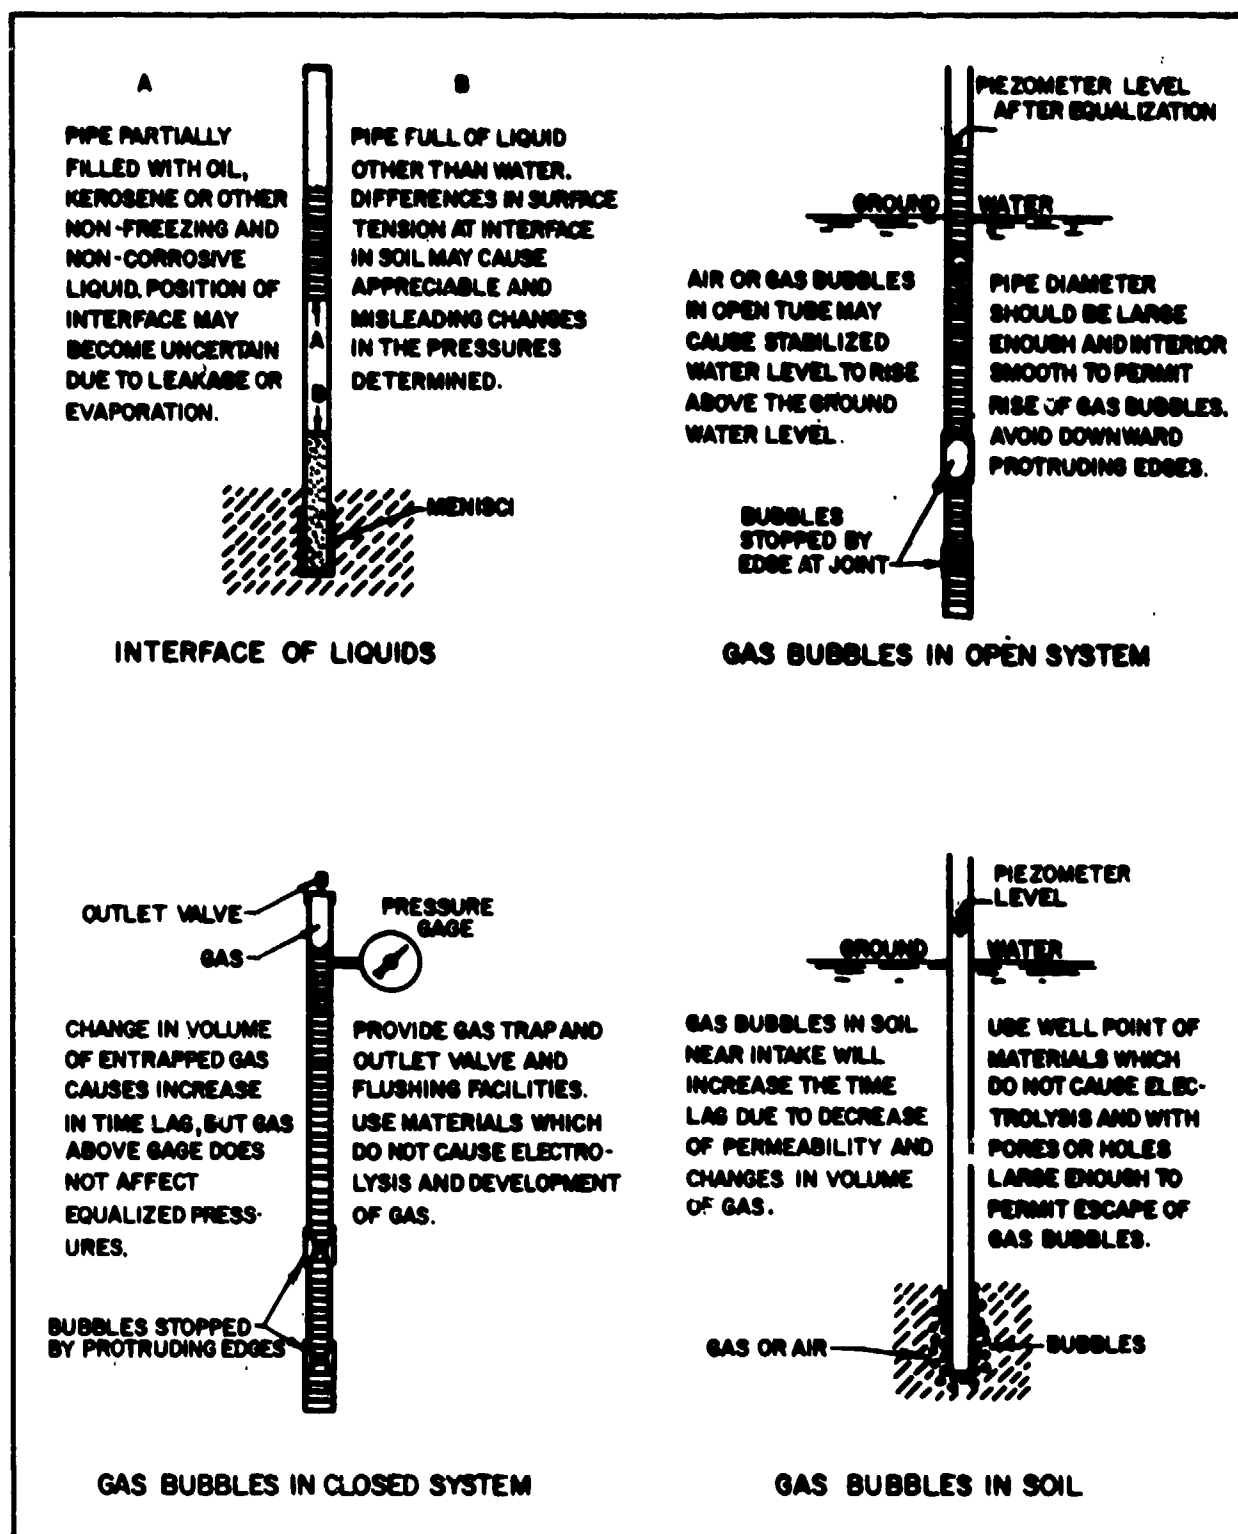 A
PIPE PARTIALLY
FILLED WITH OIL,
KEROSENE OR OTHER
NON-FREEZING AND
NON-CORROSIVE
LIQUID. POSITION OF
INTERFACE MAY
BECOME UNCERTAIN
DUE TO LEAKAGE OR
EVAPORATION.
B
PIPE FULL OF LIQUID
OTHER THAN WATER.
DIFFERENCES IN SURFACE
TENSION AT INTERFACE
IN SOIL MAY CAUSE
APPRECIABLE AND
MISLEADING CHANGES
IN THE PRESSURES
DETERMINED.
A
B
MENISCI
INTERFACE OF LIQUIDS
PIEZOMETER LEVEL
AFTER EQUALIZATION
GROUND WATER
AIR OR GAS BUBBLES
IN OPEN TUBE MAY
CAUSE STABILIZED
WATER LEVEL TO RISE
ABOVE THE GROUND
WATER LEVEL.
PIPE DIAMETER
SHOULD BE LARGE
ENOUGH AND INTERIOR
SMOOTH TO PERMIT
RISE OF GAS BUBBLES.
AVOID DOWNWARD
PROTRUDING EDGES.
BUBBLES
STOPPED BY
EDGE AT JOINT
GAS BUBBLES IN OPEN SYSTEM
OUTLET VALVE
GAS
PRESSURE
GAGE
CHANGE IN VOLUME
OF ENTRAPPED GAS
CAUSES INCREASE
IN TIME LAG, BUT GAS
ABOVE GAGE DOES
NOT AFFECT
EQUALIZED PRESS-
URES.
PROVIDE GAS TRAP AND
OUTLET VALVE AND
FLUSHING FACILITIES.
USE MATERIALS WHICH
DO NOT CAUSE ELECTRO-
LYSIS AND DEVELOPMENT
OF GAS.
BUBBLES STOPPED
BY PROTRUDING EDGES
GAS BUBBLES IN CLOSED SYSTEM
PIEZOMETER
LEVEL
GROUND WATER
GAS BUBBLES IN SOIL
NEAR INTAKE WILL
INCREASE THE TIME
LAG DUE TO DECREASE
OF PERMEABILITY AND
CHANGES IN VOLUME
OF GAS.
USE WELL POINT OF
MATERIALS WHICH
DO NOT CAUSE ELEC-
TROLYSIS AND WITH
PORES OR HOLES
LARGE ENOUGH TO
PERMIT ESCAPE OF
GAS BUBBLES.
GAS OR AIR
BUBBLES
GAS BUBBLES IN SOIL